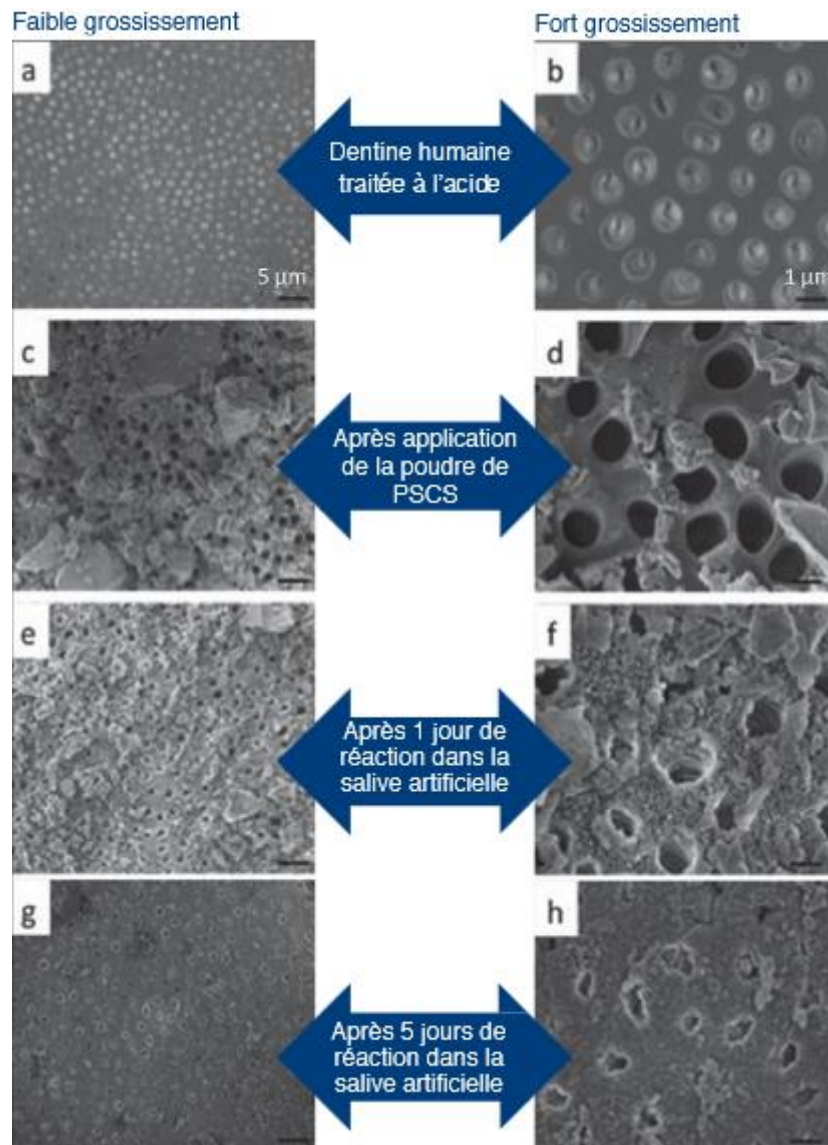 Faible grossissement
Fort grossissement
a
b
Dentine humaine
traitée à l'acide
5 µm
1 µm
c
d
Après application
de la poudre de
PSCS
e
f
Après 1 jour de
réaction dans la
salive artificielle
g
h
Après 5 jours de
réaction dans la
salive artificielle